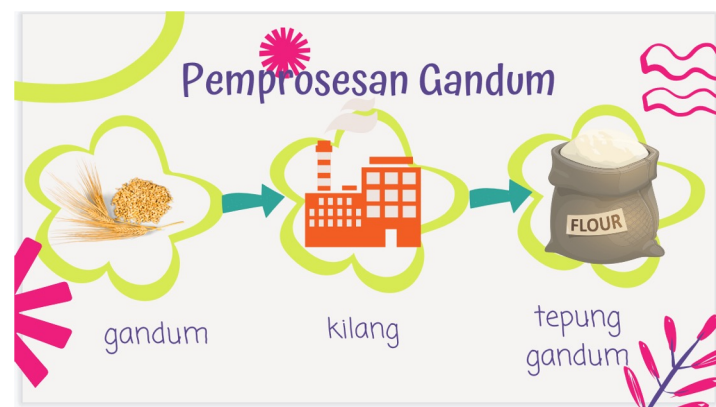 Pemprosesan Gandum
FLOUR
gandum
kilang
tepung
gandum